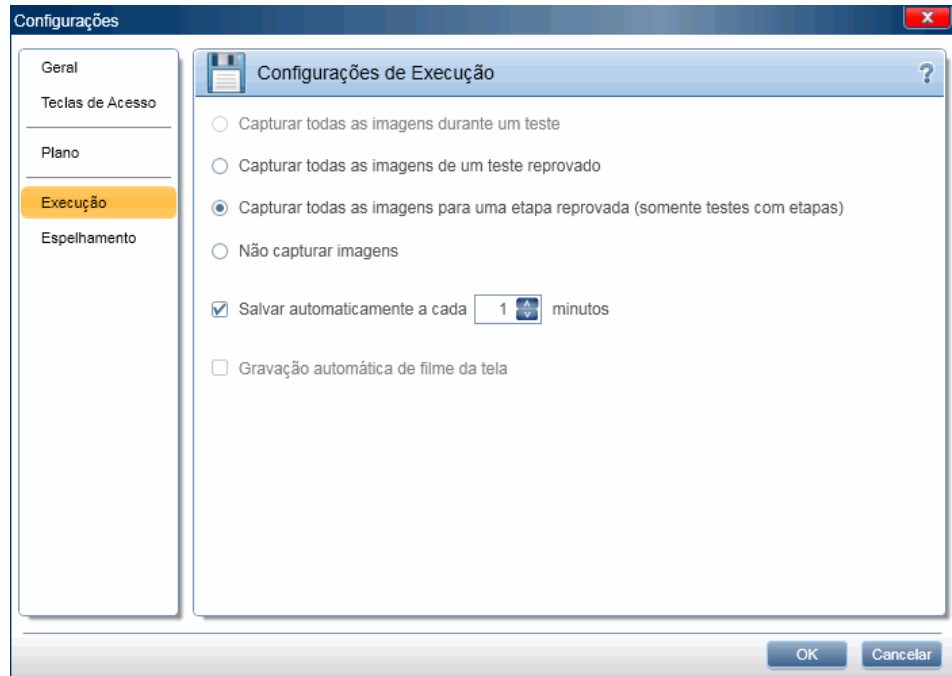 Configurações
Geral
Teclas de Acesso
Plano
Execução
Espelhamento
Configurações de Execução
?
Capturar todas as imagens durante um teste
Capturar todas as imagens de um teste reprovado
Capturar todas as imagens para uma etapa reprovada (somente testes com etapas)
Não capturar imagens
Salvar automaticamente a cada 1 minutos
Gravação automática de filme da tela
OK Cancelar